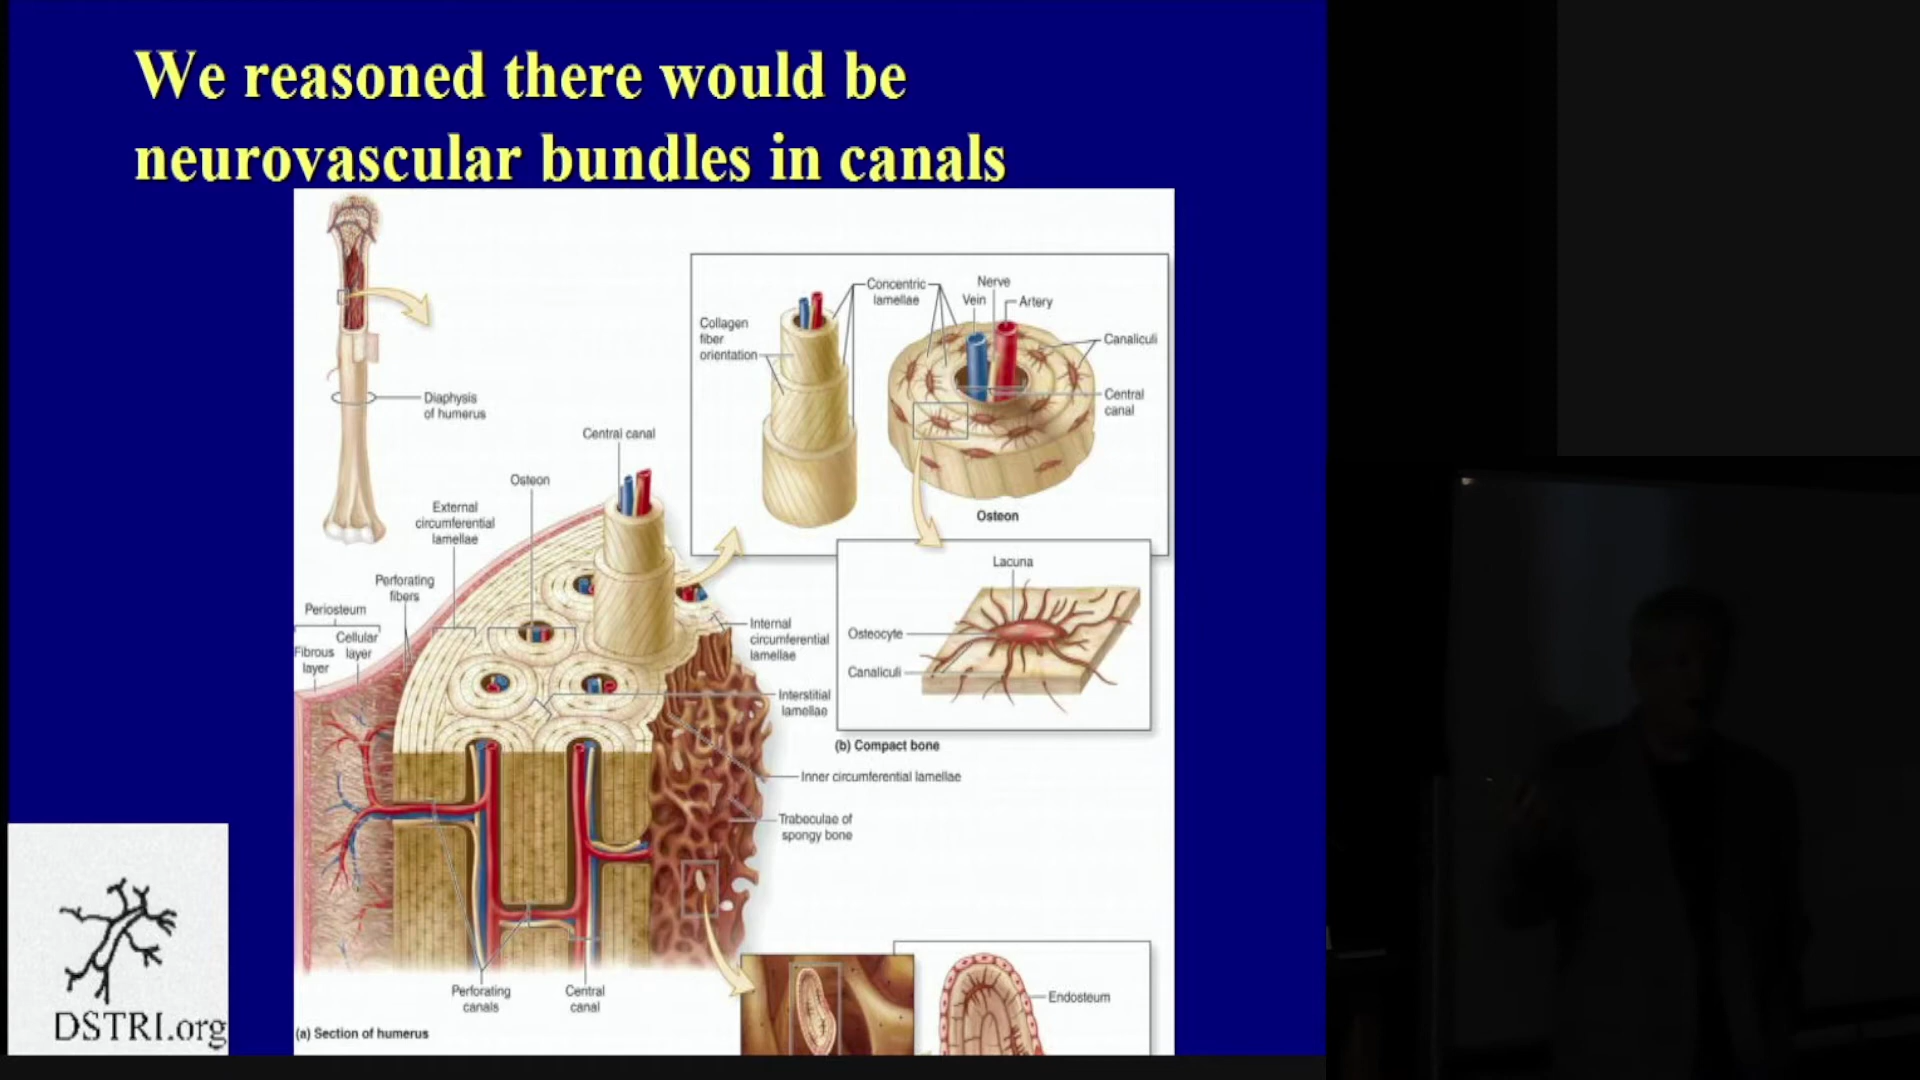 We reasoned there would be
neurovascular bundles in canals
Diaphysis
of humerus
Collagen
fiber
orientation
Concentric
lamellae
Nerve
Vein
Artery
Canaliculi
Central
canal
Osteon
Central canal
Osteon
External
circumferential
lamellae
Perforating
fibers
Periosteum
Cellular
layer
Fibrous
layer
Lacuna
Osteocyte
Canaliculi
(b) Compact bone
Internal
circumferential
lamellae
Interstitial
lamellae
Inner circumferential lamellae
Trabeculae of
spongy bone
Perforating
canals
Central
canal
Endosteum
(a) Section of humerus
DSTRI.org